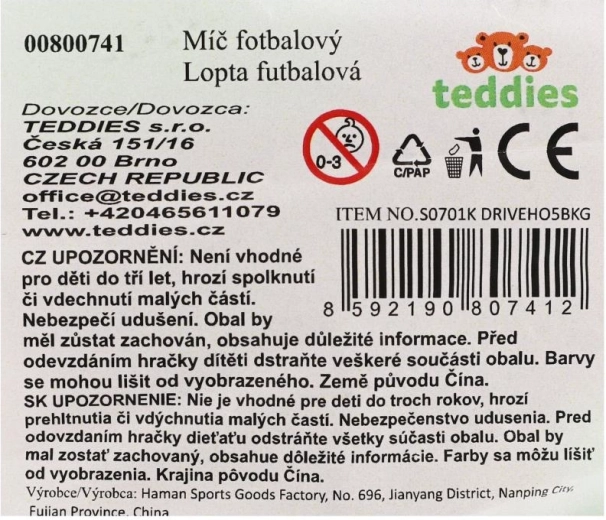 00800741 Míč fotbalový
Lopta futbalová
teddies
Dovozce/Dovozca:
TEDDIES s.r.o.
Česká 151/16
602 00 Brno
CZECH REPUBLIC
office@teddies.cz
Tel.: +420465611079
www.teddies.cz
0-3
C/PAP
CE
ITEM NO.S0701K DRIVEHO5BKG
8 592190 807412
CZ UPOZORNĚNÍ: Není vhodné
pro děti do tří let, hrozí spolknutí
či vdechnutí malých částí.
Nebezpečí udušení. Obal by
měl zůstat zachován, obsahuje důležité informace. Před
odevzdáním hračky dítěti dstraňte veškeré součásti obalu. Barvy
se mohou lišit od vyobrazeného. Země původu Čína.
SK UPOZORNENIE: Nie je vhodné pre deti do troch rokov, hrozí
prehltnutia či vdýchnutia malých častí. Nebezpečenstvo udusenia. Pred
odovzdaním hračky dieťaťu odstráňte všetky súčasti obalu. Obal by
mal zostať zachovaný, obsahue dôležité informácie. Farby sa môžu líšiť
od vyobrazenia. Krajina pôvodu Čína.
Výrobce/Výrobca: Haman Sports Goods Factory, No. 696, Jianyang District, Nanping City,
Fujian Province, China